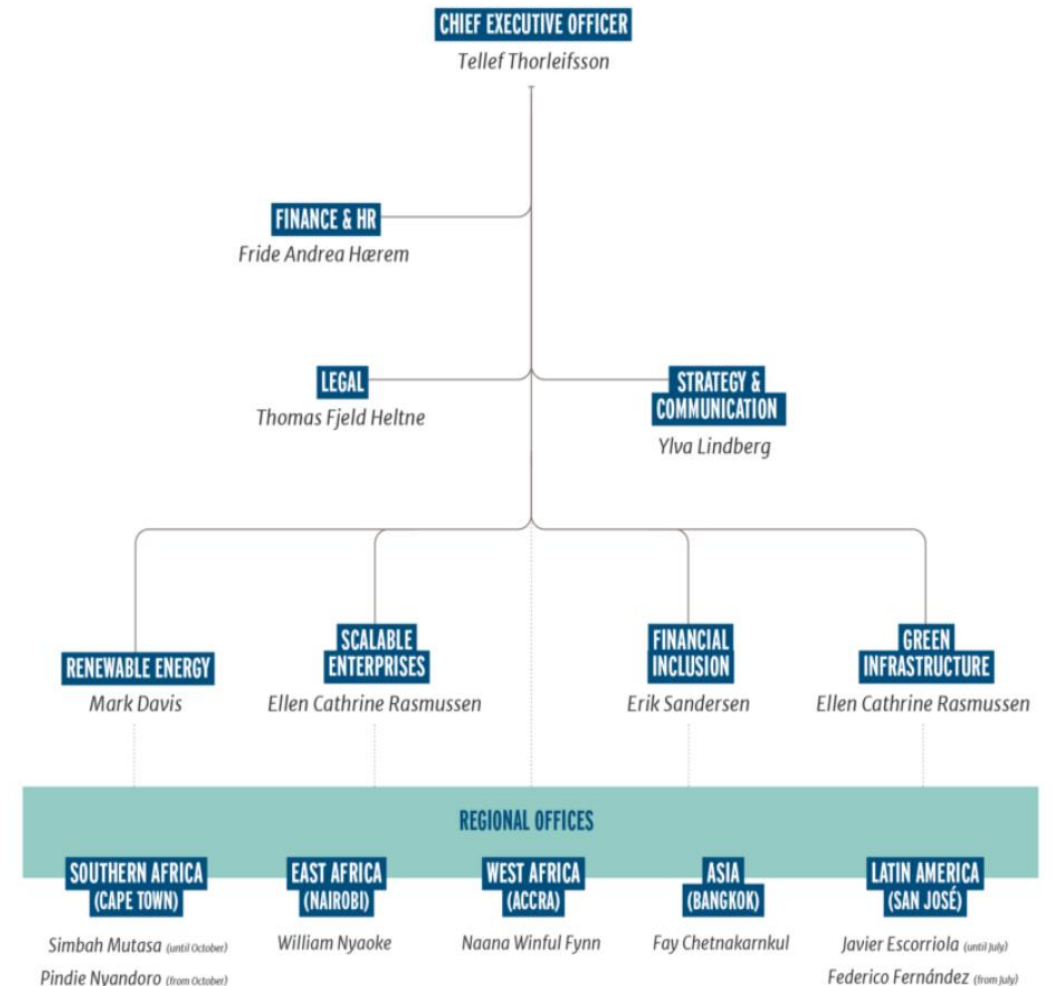 CHIEF EXECUTIVE OFFICER
Tellef Thorleifsson
FINANCE & HR
Fride Andrea Hærem
LEGAL
Thomas Fjeld Heltne
STRATEGY &
COMMUNICATION
Ylva Lindberg
RENEWABLE ENERGY
Mark Davis
SCALABLE
ENTERPRISES
Ellen Cathrine Rasmussen
FINANCIAL
INCLUSION
Erik Sandersen
GREEN
INFRASTRUCTURE
Ellen Cathrine Rasmussen
REGIONAL OFFICES
SOUTHERN AFRICA
(CAPE TOWN)
Simbah Mutasa (until October)
Pindie Nyandoro (from October)
EAST AFRICA
(NAIROBI)
William Nyaoke
WEST AFRICA
(ACCRA)
Naana Winful Fynn
ASIA
(BANGKOK)
Fay Chetnakarnkul
LATIN AMERICA
(SAN JOSÉ)
Javier Escorriola (until July)
Federico Fernández (from July)